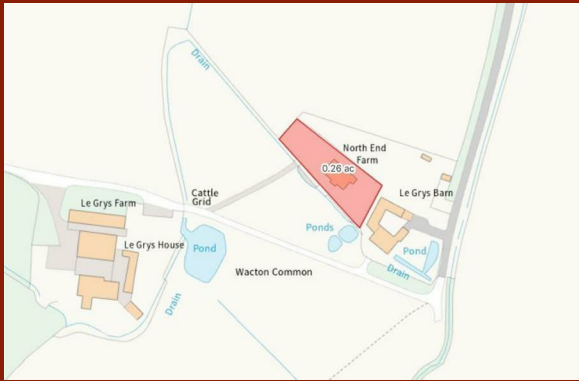 Drain
North End
Farm
0.26 ac
Le Grys Barn
Cattle
Grid
Le Grys Farm
Le Grys House
Pond
Ponds
Pond
Wacton Common
Drain
Drain